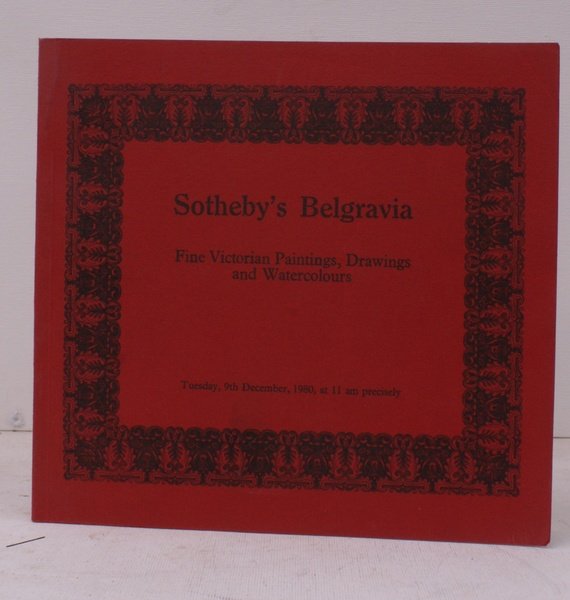 Sotheby's Belgravia
Fine Victorian Paintings, Drawings
and Watercolours
Tuesday, 9th December, 1980, at 11 am precisely